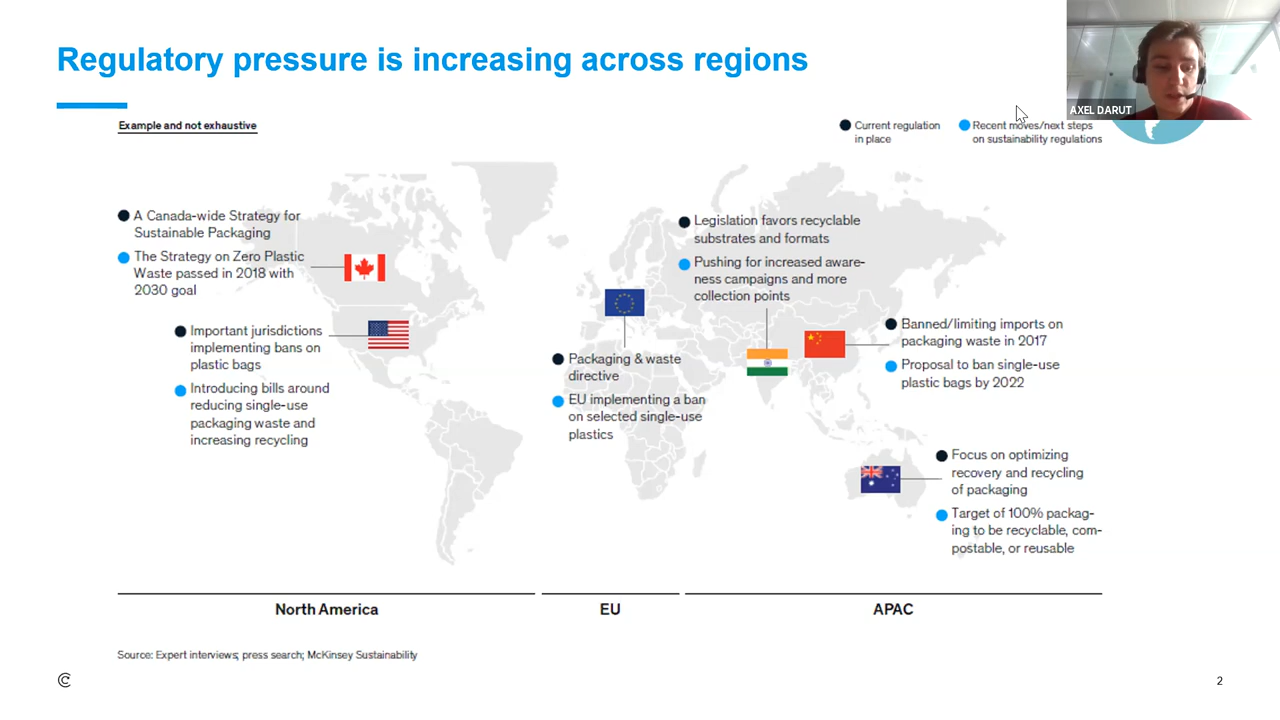 Regulatory pressure is increasing across regions
AXEL DARUT
Example and not exhaustive
Current regulation
in place
Recent moves/next steps
on sustainability regulations
A Canada-wide Strategy for
Sustainable Packaging
The Strategy on Zero Plastic
Waste passed in 2018 with
2030 goal
Important jurisdictions
implementing bans on
plastic bags
Introducing bills around
reducing single-use
packaging waste and
increasing recycling
Packaging & waste
directive
EU implementing a ban
on selected single-use
plastics
Legislation favors recyclable
substrates and formats
Pushing for increased aware-
ness campaigns and more
collection points
Banned/limiting imports on
packaging waste in 2017
Proposal to ban single-use
plastic bags by 2022
Focus on optimizing
recovery and recycling
of packaging
Target of 100% packag-
ing to be recyclable, com-
postable, or reusable
North America
EU
APAC
Source: Expert interviews; press search; McKinsey Sustainability
2